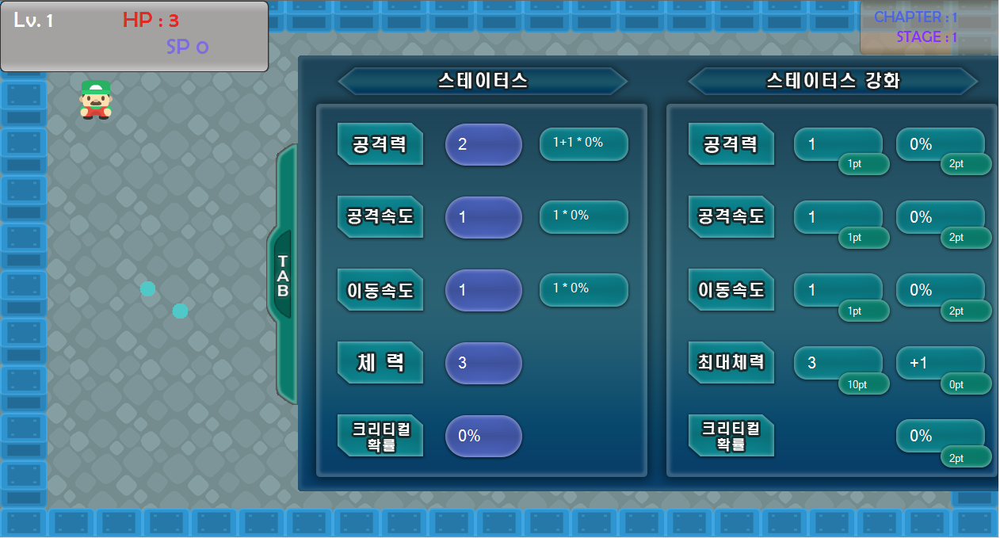 Lv. 1
HP : 3
SP 0
CHAPTER : 1
STAGE : 1
TAB
스테이터스
공격력
2
1+1 * 0%
공격속도
1
1 * 0%
이동속도
1
1 * 0%
체 력
3
크리티컬
확률
0%
스테이터스 강화
공격력
1
1pt
0%
2pt
공격속도
1
1pt
0%
2pt
이동속도
1
1pt
0%
2pt
최대체력
3
10pt
+1
0pt
크리티컬
확률
0%
2pt